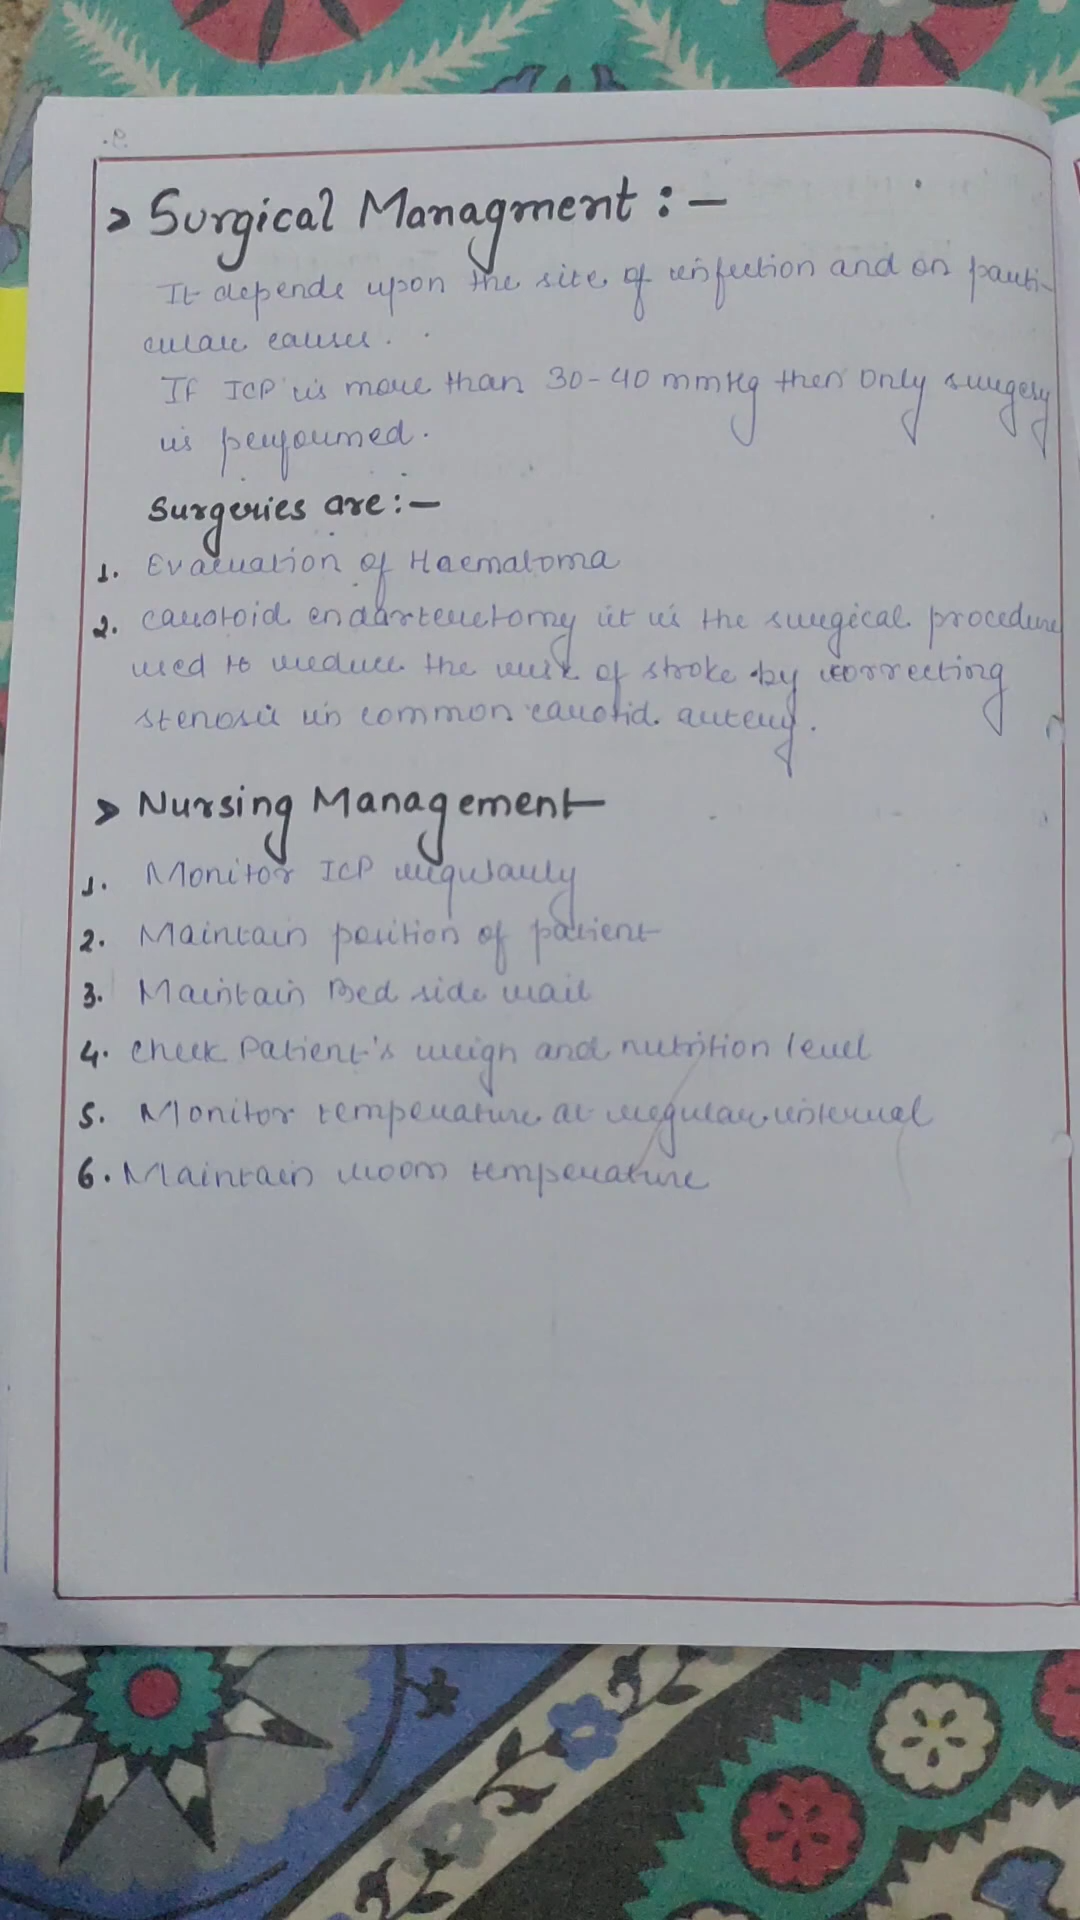 > Surgical Managment :-
It depends upon the site of infection and on parti-
cular causes.
If ICP is more than 30-40 mmHg then only surgery
is performed.
Surgeries are :-
1. Evacuation of Haematoma
2. carotoid endarterectomy it is the surgical procedure
used to reduce the risk of stroke by correcting
stenosis in common carotid artery.
> Nursing Management
1. Monitor ICP regularly
2. Maintain position of patient
3. Maintain Bed side rail
4. Check Patient's weigh and nutrition level
5. Monitor temperature at regular interval
6. Maintain room temperature